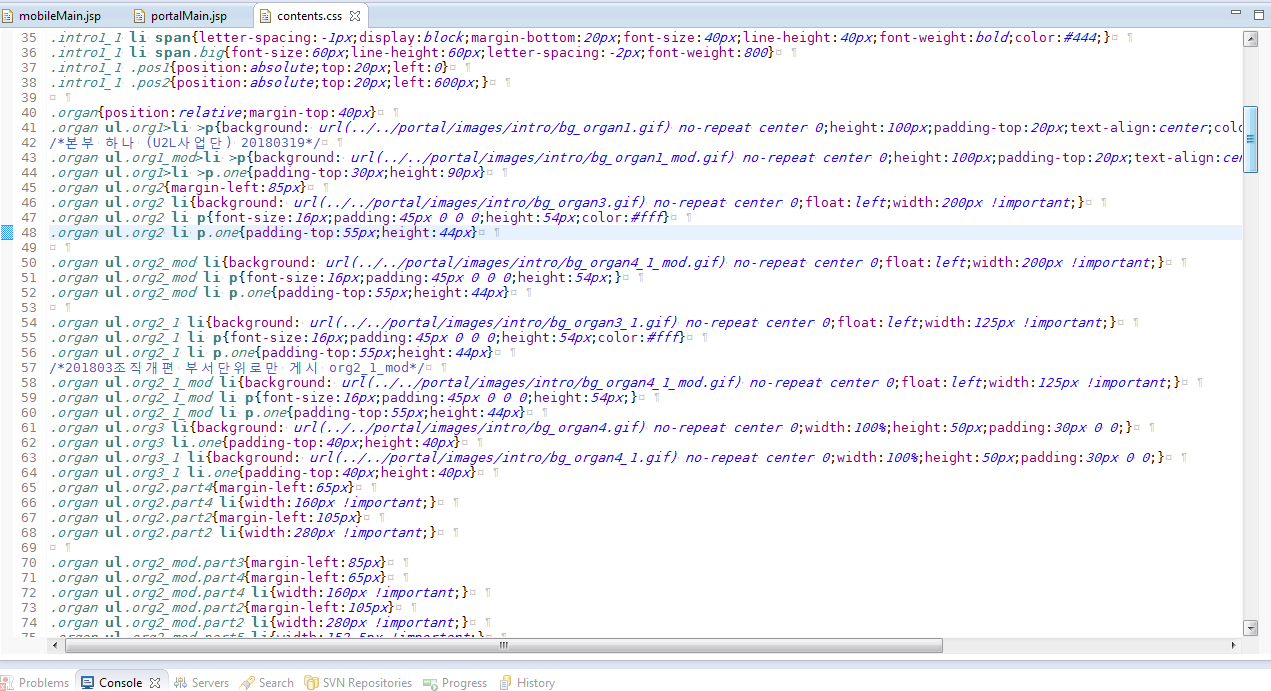 mobileMain.jsp portalMain.jsp contents.css
35 .intro1_1 li span{letter-spacing:-1px;display:block;margin-bottom:20px;font-size:40px;line-height:40px;font-weight:bold;color:#444;}
36 .intro1_1 li span.big{font-size:60px;line-height:60px;letter-spacing:-2px;font-weight:800}
37 .intro1_1 .pos1{position:absolute;top:20px;left:0}
38 .intro1_1 .pos2{position:absolute;top:20px;left:600px;}
39
40 .organ{position:relative;margin-top:40px}
41 .organ ul.org1>li >p{background: url(../../portal/images/intro/bg_organ1.gif) no-repeat center 0;height:100px;padding-top:20px;text-align:center;colo
42 /*본부 하나 (U2L사업단) 20180319*/
43 .organ ul.org1_mod>li >p{background: url(../../portal/images/intro/bg_organ1_mod.gif) no-repeat center 0;height:100px;padding-top:20px;text-align:cen
44 .organ ul.org1>li >p.one{padding-top:30px;height:90px}
45 .organ ul.org2{margin-left:85px}
46 .organ ul.org2 li{background: url(../../portal/images/intro/bg_organ3.gif) no-repeat center 0;float:left;width:200px !important;}
47 .organ ul.org2 li p{font-size:16px;padding:45px 0 0 0;height:54px;color:#fff}
48 .organ ul.org2 li p.one{padding-top:55px;height:44px}
49
50 .organ ul.org2_mod li{background: url(../../portal/images/intro/bg_organ4_1_mod.gif) no-repeat center 0;float:left;width:200px !important;}
51 .organ ul.org2_mod li p{font-size:16px;padding:45px 0 0 0;height:54px;}
52 .organ ul.org2_mod li p.one{padding-top:55px;height:44px}
53
54 .organ ul.org2_1 li{background: url(../../portal/images/intro/bg_organ3_1.gif) no-repeat center 0;float:left;width:125px !important;}
55 .organ ul.org2_1 li p{font-size:16px;padding:45px 0 0 0;height:54px;color:#fff}
56 .organ ul.org2_1 li p.one{padding-top:55px;height:44px}
57 /*201803조직개편 부서단위로만 게시 org2_1_mod*/
58 .organ ul.org2_1_mod li{background: url(../../portal/images/intro/bg_organ4_1_mod.gif) no-repeat center 0;float:left;width:125px !important;}
59 .organ ul.org2_1_mod li p{font-size:16px;padding:45px 0 0 0;height:54px;}
60 .organ ul.org2_1_mod li p.one{padding-top:55px;height:44px}
61 .organ ul.org3 li{background: url(../../portal/images/intro/bg_organ4.gif) no-repeat center 0;width:100%;height:50px;padding:30px 0 0;}
62 .organ ul.org3 li.one{padding-top:40px;height:40px}
63 .organ ul.org3_1 li{background: url(../../portal/images/intro/bg_organ4_1.gif) no-repeat center 0;width:100%;height:50px;padding:30px 0 0;}
64 .organ ul.org3_1 li.one{padding-top:40px;height:40px}
65 .organ ul.org2.part4{margin-left:65px}
66 .organ ul.org2.part4 li{width:160px !important;}
67 .organ ul.org2.part2{margin-left:105px}
68 .organ ul.org2.part2 li{width:280px !important;}
69
70 .organ ul.org2_mod.part3{margin-left:85px}
71 .organ ul.org2_mod.part4{margin-left:65px}
72 .organ ul.org2_mod.part4 li{width:160px !important;}
73 .organ ul.org2_mod.part2{margin-left:105px}
74 .organ ul.org2_mod.part2 li{width:280px !important;}
75 .organ ul.org2_mod.part5 li{width:152.5px !important;}
Problems Console Servers Search SVN Repositories Progress History